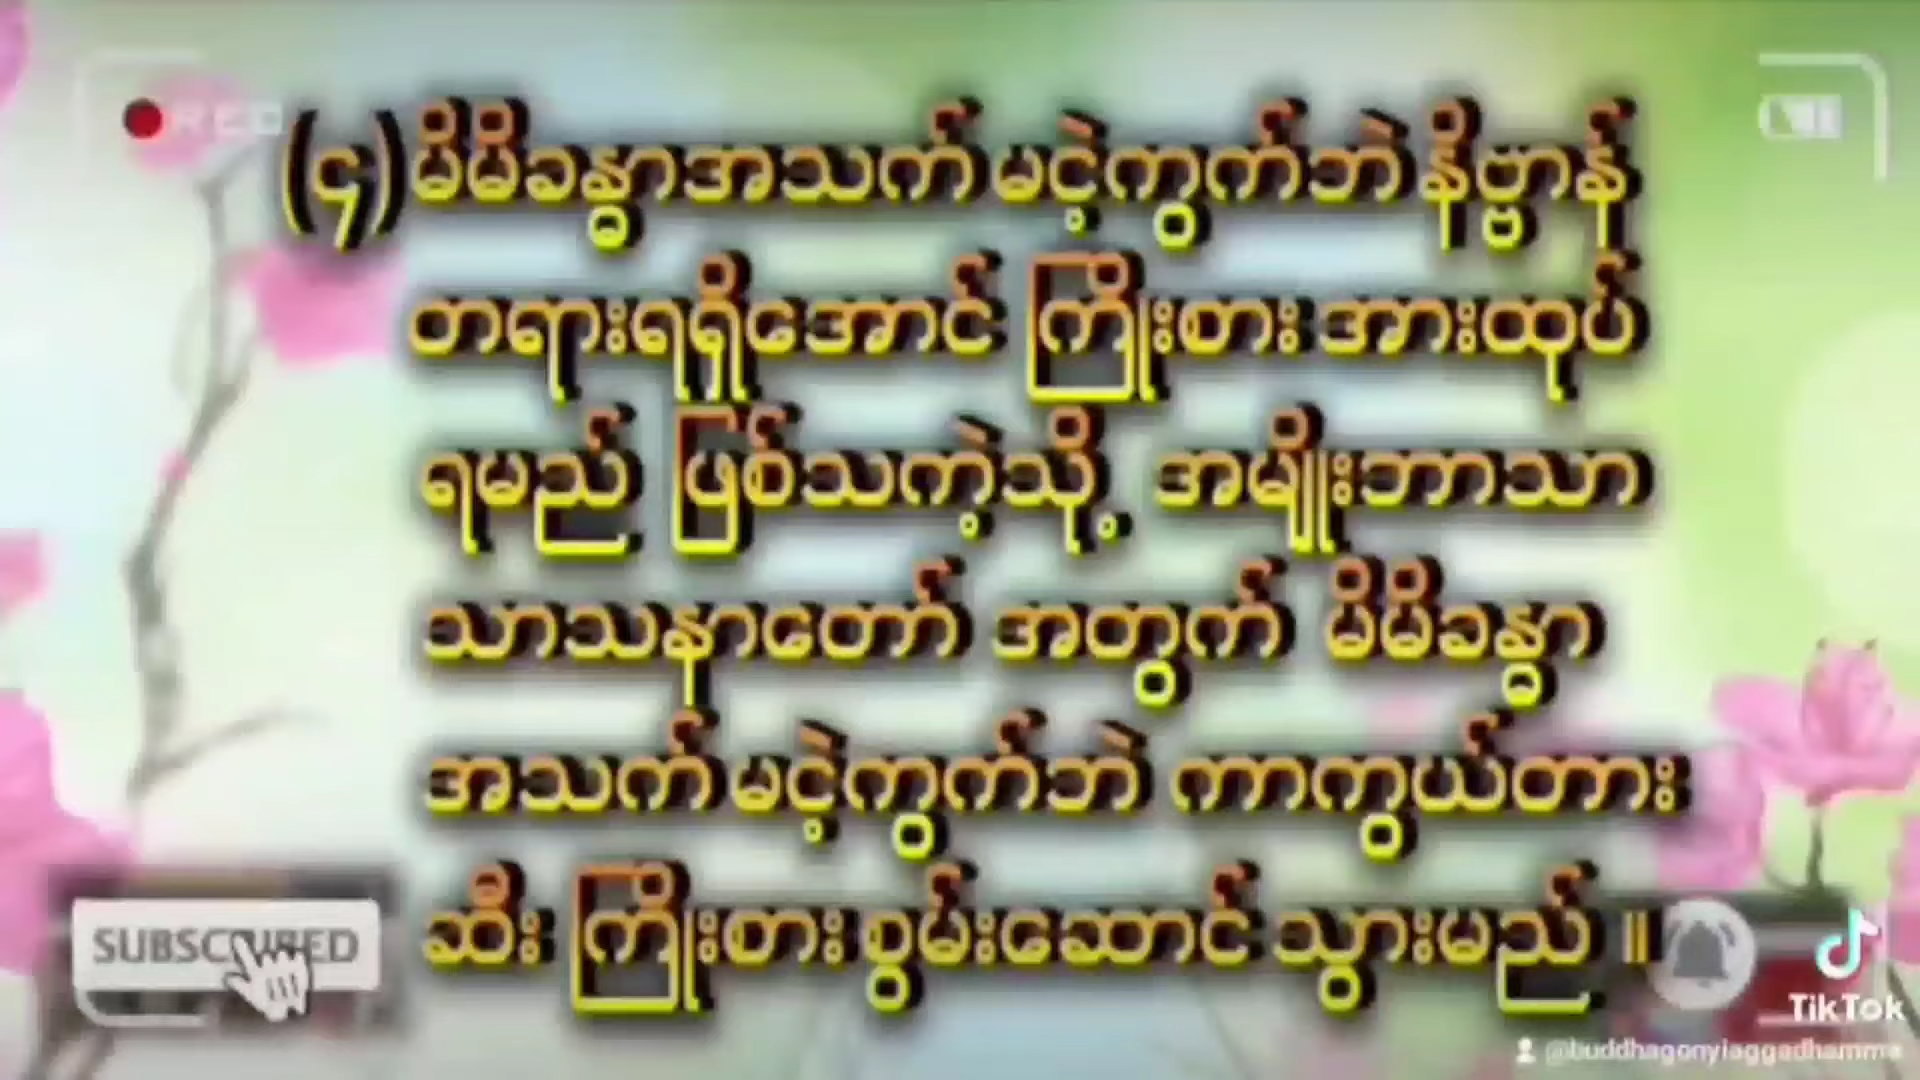 REC
(၄) မိမိခန္ဓာအသက် မငဲ့ကွက်ဘဲ နိဗ္ဗာန်
တရားရရှိအောင် ကြိုးစား အားထုပ်
ရမည် ဖြစ်သကဲ့သို့ အမျိုးဘာသာ
သာသနာတော် အတွက် မိမိခန္ဓာ
အသက် မငဲ့ကွက်ဘဲ ကာကွယ်တား
ဆီး ကြိုးစား စွမ်းဆောင် သွားမည် ။
SUBSCRIBED
TikTok
@buddhagonyiaggadhamma